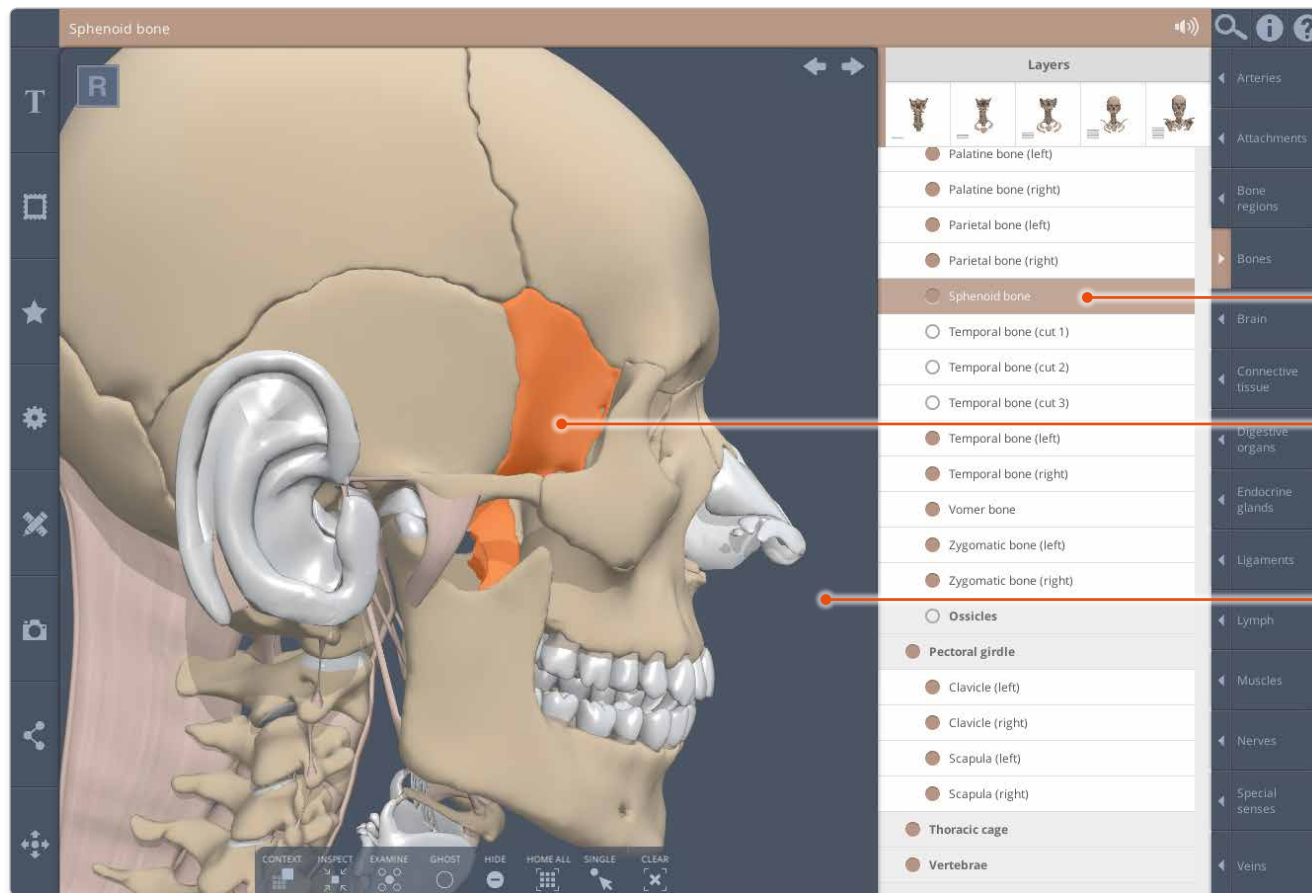 Sphenoid bone
T
R
Layers
Palatine bone (left)
Palatine bone (right)
Parietal bone (left)
Parietal bone (right)
Sphenoid bone
Temporal bone (cut 1)
Temporal bone (cut 2)
Temporal bone (cut 3)
Temporal bone (left)
Temporal bone (right)
Vomer bone
Zygomatic bone (left)
Zygomatic bone (right)
Ossicles
Pectoral girdle
Clavicle (left)
Clavicle (right)
Scapula (left)
Scapula (right)
Thoracic cage
Vertebrae
Arteries
Attachments
Bone
regions
Bones
Brain
Connective
tissue
Digestive
organs
Endocrine
glands
Ligaments
Lymph
Muscles
Nerves
Special
senses
Veins
CONTEXT INSPECT EXAMINE GHOST HIDE HOME ALL SINGLE CLEAR